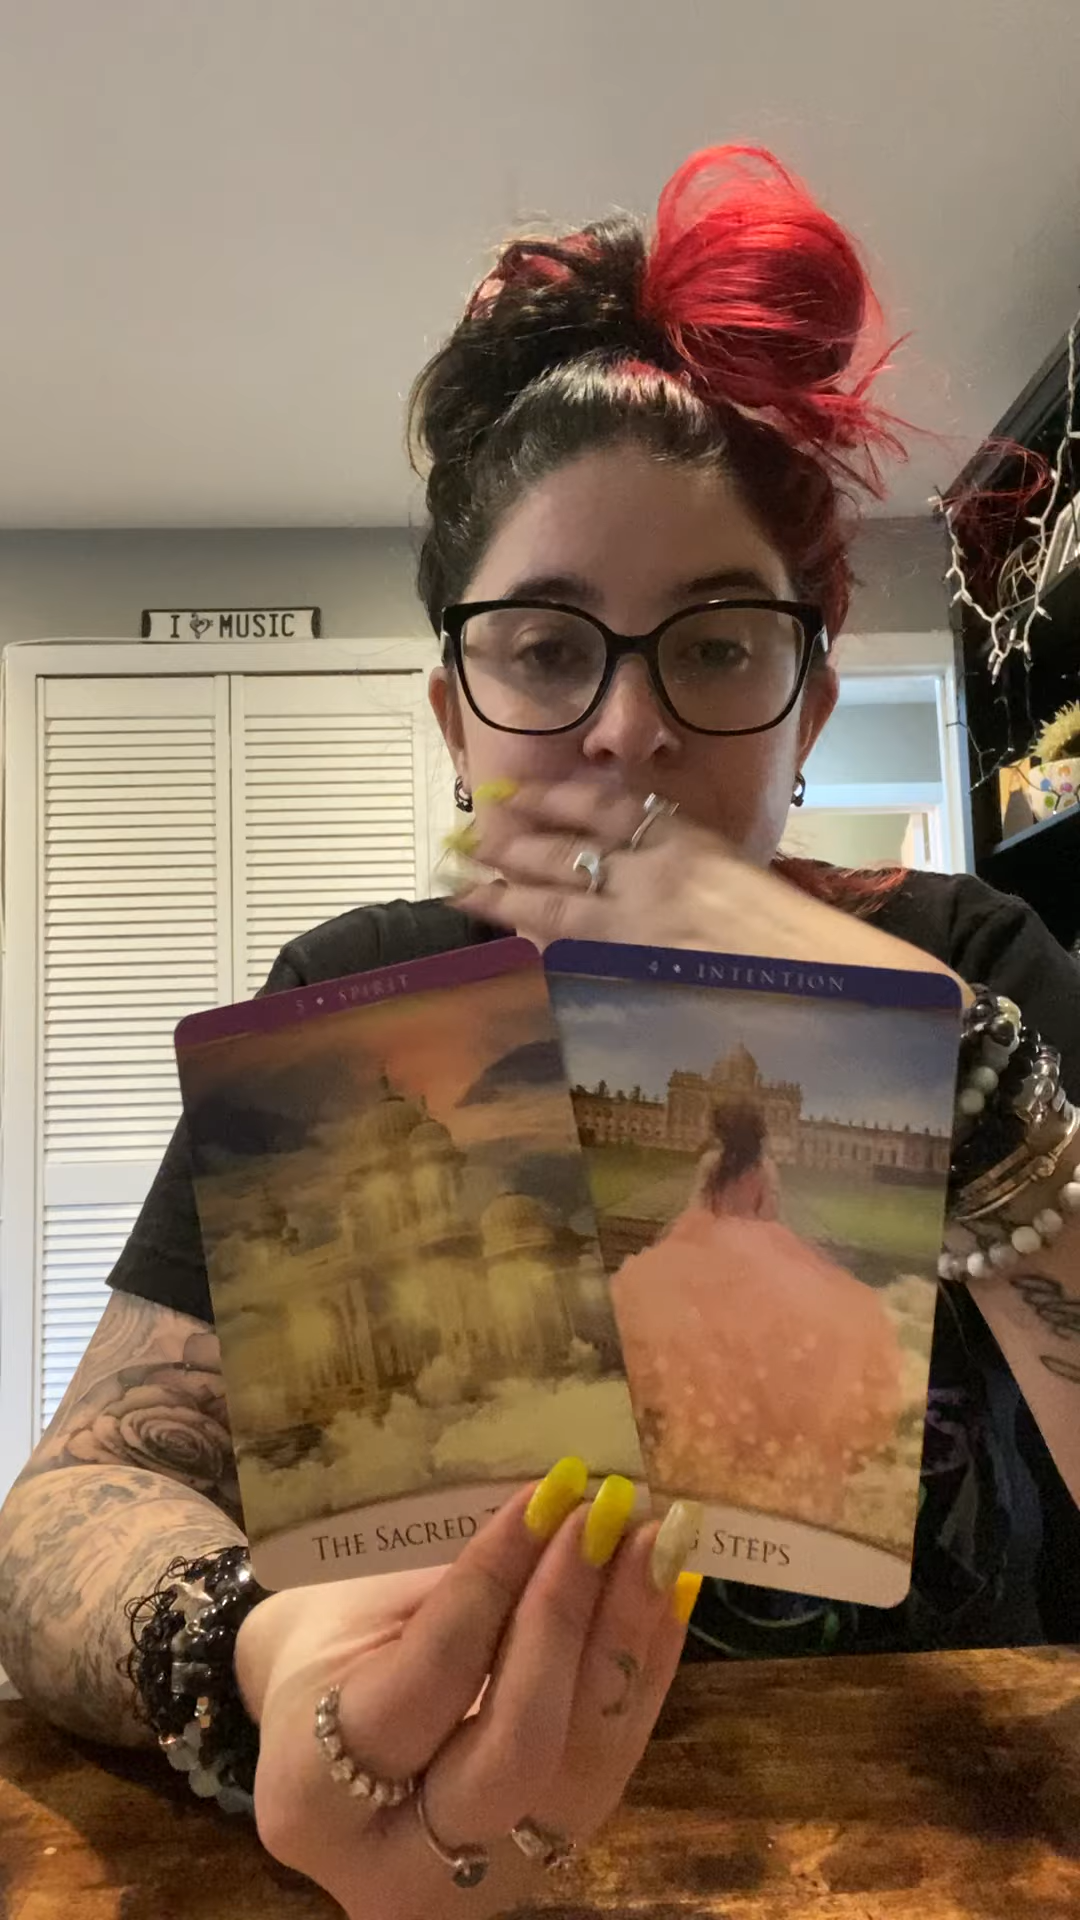 I MUSIC
5 • SPIRIT
4 • INTENTION
THE SACRED
STEPS